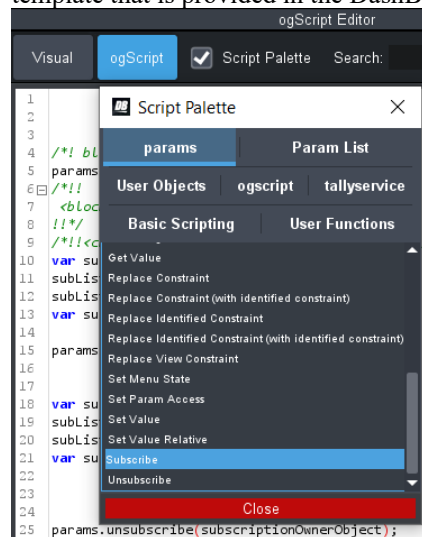 template that is provided in the DashB
ogScript Editor
Visual
ogScript
Script Palette
Search:
DB Script Palette
params
Param List
User Objects
ogscript
tallyservice
Basic Scripting
User Functions
Get Value
Replace Constraint
Replace Constraint (with identified constraint)
Replace Identified Constraint
Replace Identified Constraint (with identified constraint)
Replace View Constraint
Set Menu State
Set Param Access
Set Value
Set Value Relative
Subscribe
Unsubscribe
Close
1
2
3
4 /*! bl
5 params
6 /*!!
7 <bloc
8 !!*/
9 /*!!<c
10 var su
11 subLis
12 subLis
13 var su
14
15 params
16
17
18 var su
19 subLis
20 subLis
21 var su
22
23
24
25 params.unsubscribe(subscriptionOwnerObject);